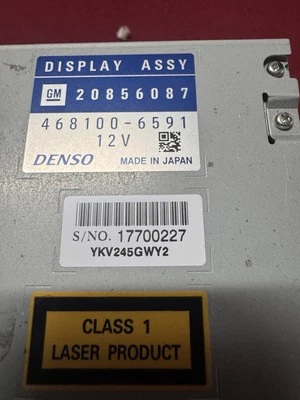 DISPLAY ASSY
GM 20856087
468100-6591
12V
DENSO MADE IN JAPAN
S/NO. 17700227
YKV245GWY2
CLASS 1
LASER PRODUCT